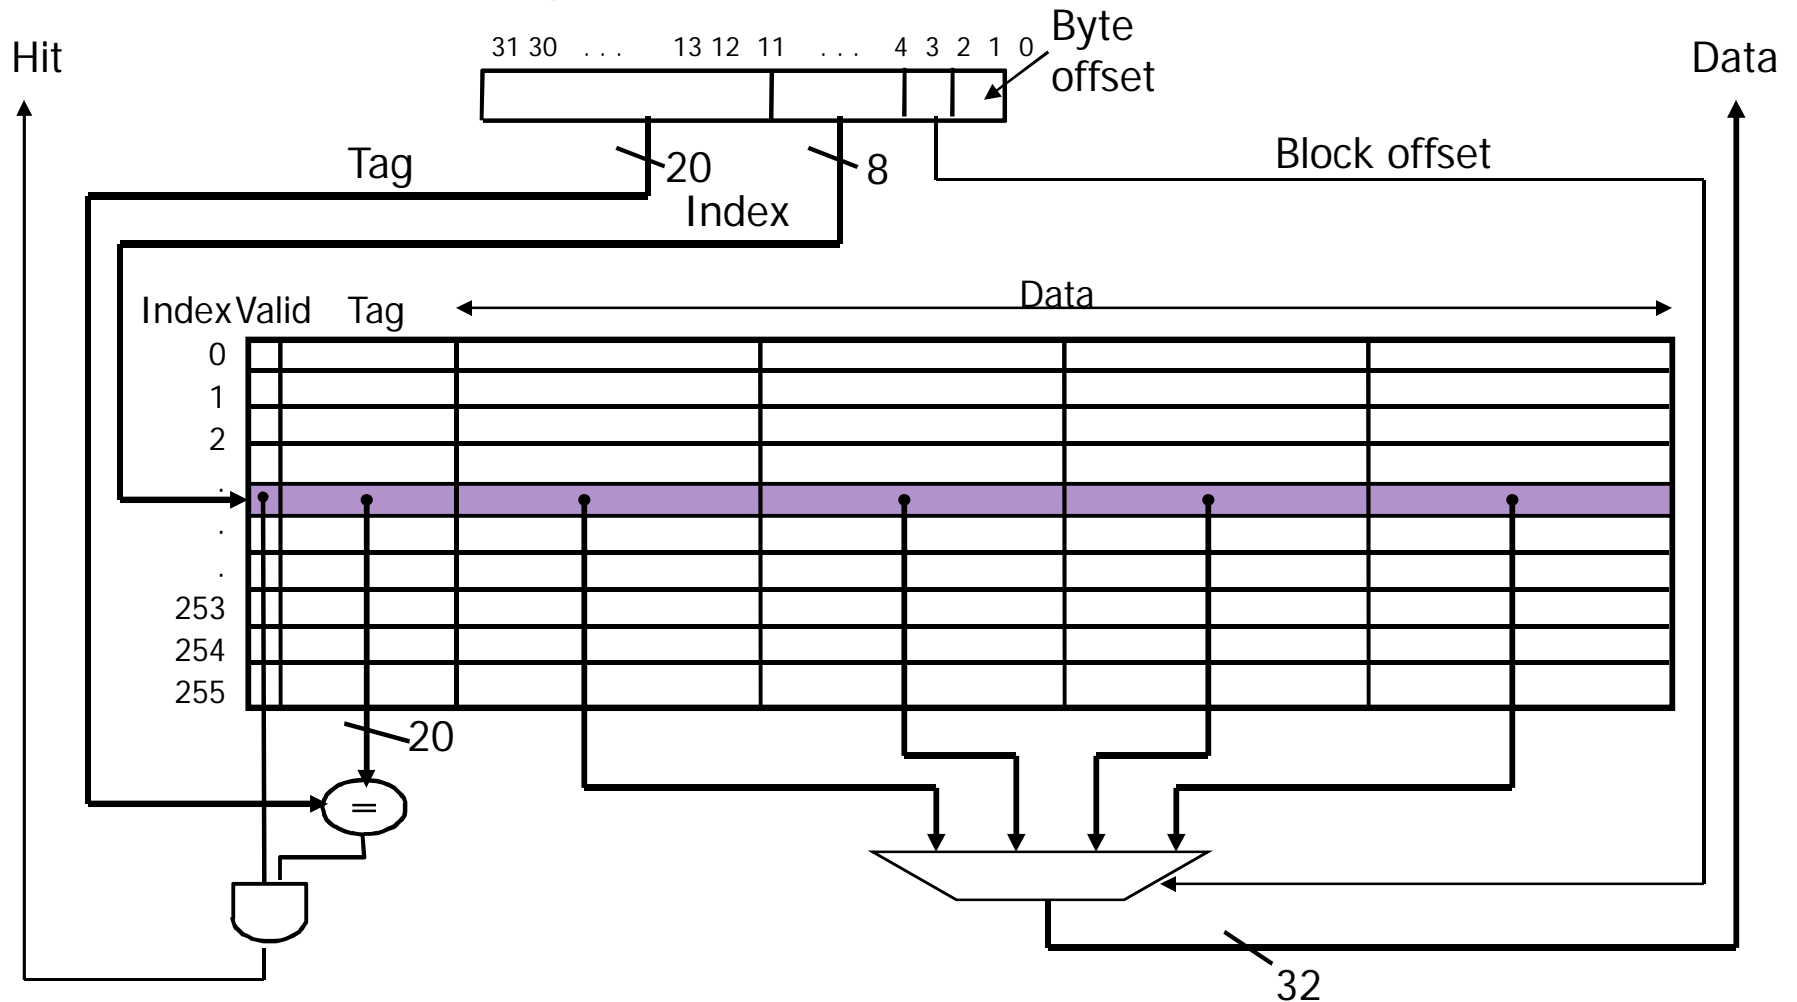 Hit
31 30 . . . 13 12 11 . . . 4 3 2 1 0
Byte
offset
Data
Tag
20
8
Block offset
Index
Data
Index Valid Tag
0
1
2
.
.
.
253
254
255
20
=
32